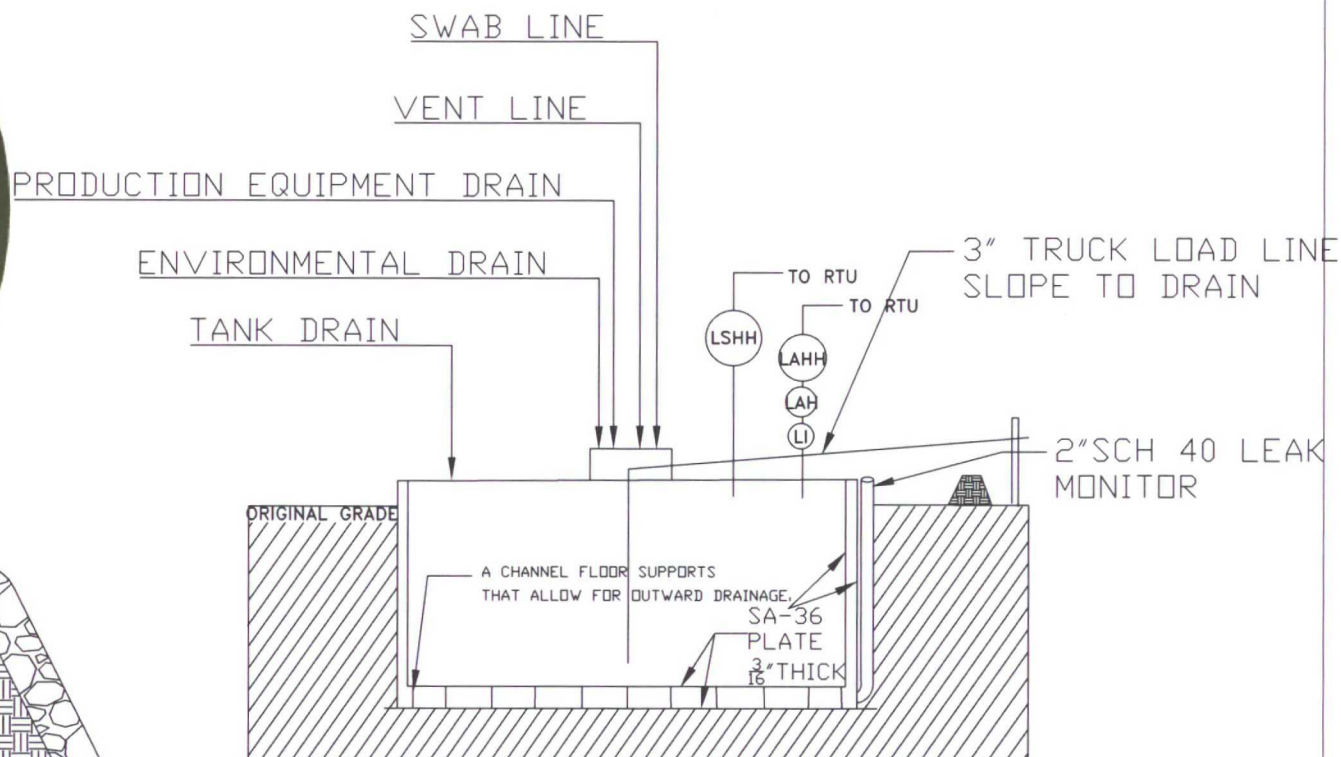 SWAB LINE
VENT LINE
PRODUCTION EQUIPMENT DRAIN
ENVIRONMENTAL DRAIN
TANK DRAIN
TO RTU
TO RTU
3" TRUCK LOAD LINE
SLOPE TO DRAIN
LSHH
LAHH
LAH
LI
2"SCH 40 LEAK
MONITOR
ORIGINAL GRADE
A CHANNEL FLOOR SUPPORTS
THAT ALLOW FOR OUTWARD DRAINAGE.
SA-36
PLATE
3/16" THICK